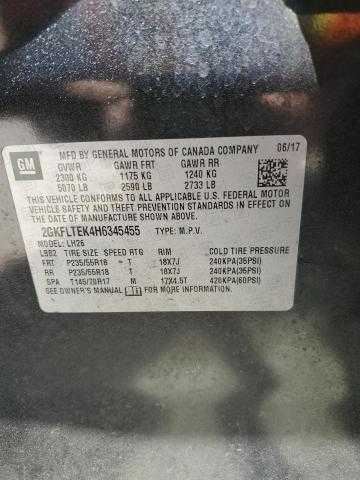 GM
MFD BY GENERAL MOTORS OF CANADA COMPANY 06/17
GVWR GAWR FRT GAWR RR
2300 KG 1175 KG 1240 KG
5070 LB 2590 LB 2733 LB
THIS VEHICLE CONFORMS TO ALL APPLICABLE U.S. FEDERAL MOTOR
VEHICLE SAFETY, BUMPER, AND THEFT PREVENTION STANDARDS
IN EFFECT ON THE DATE OF MANUFACTURE SHOWN ABOVE.
2GKFLTEK4H6345455 TYPE: M.P.V.
MODEL: LH26
LBB2 TIRE SIZE SPEED RTG RIM COLD TIRE PRESSURE
FRT P235/55R18 T 18X7J 240KPA(35PSI)
RR P235/55R18 T 18X7J 240KPA(35PSI)
SPA T145/70R17 M 17X4.5T 420KPA(60PSI)
SEE OWNER'S MANUAL FOR MORE INFORMATION.